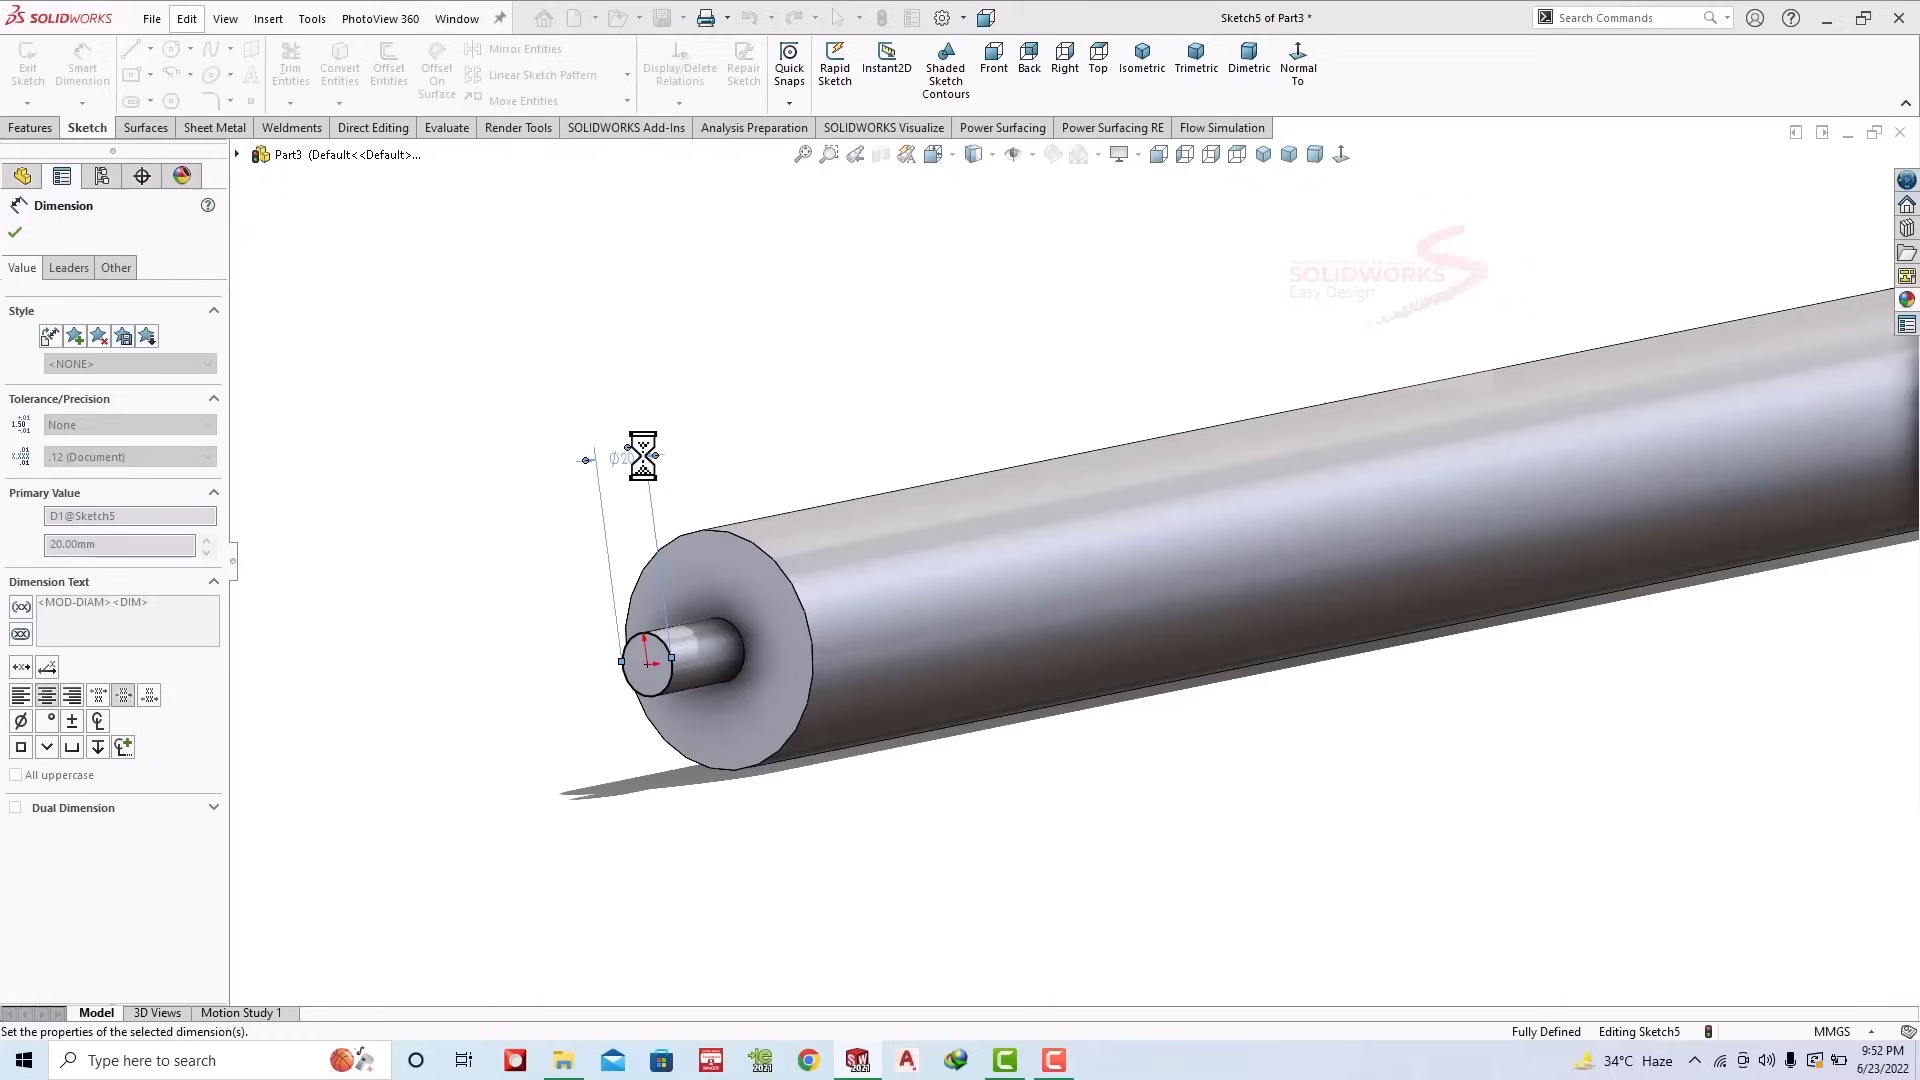 SOLIDWORKS File Edit View Insert Tools PhotoView 360 Window Sketch5 of Part3 * Search Commands
Exit Sketch Smart Dimension Trim Entities Convert Entities Offset Entities Offset On Surface Mirror Entities Linear Sketch Pattern Move Entities Display/Delete Relations Repair Sketch Quick Snaps Rapid Sketch Instant2D Shaded Sketch Contours Front Back Right Top Isometric Trimetric Dimetric Normal To
Features Sketch Surfaces Sheet Metal Weldments Direct Editing Evaluate Render Tools SOLIDWORKS Add-Ins Analysis Preparation SOLIDWORKS Visualize Power Surfacing Power Surfacing RE Flow Simulation
Part3 (Default<<Default>...
Dimension
Value Leaders Other
SOLIDWORKS
Easy Design
Style
<NONE>
Tolerance/Precision
None
.12 (Document)
Ø20
Primary Value
D1@Sketch5
20.00mm
Dimension Text
<MOD-DIAM><DIM>
All uppercase
Dual Dimension
Model 3D Views Motion Study 1
Set the properties of the selected dimension(s). Fully Defined Editing Sketch5 MMGS
Type here to search 34°C Haze 9:52 PM
6/23/2022